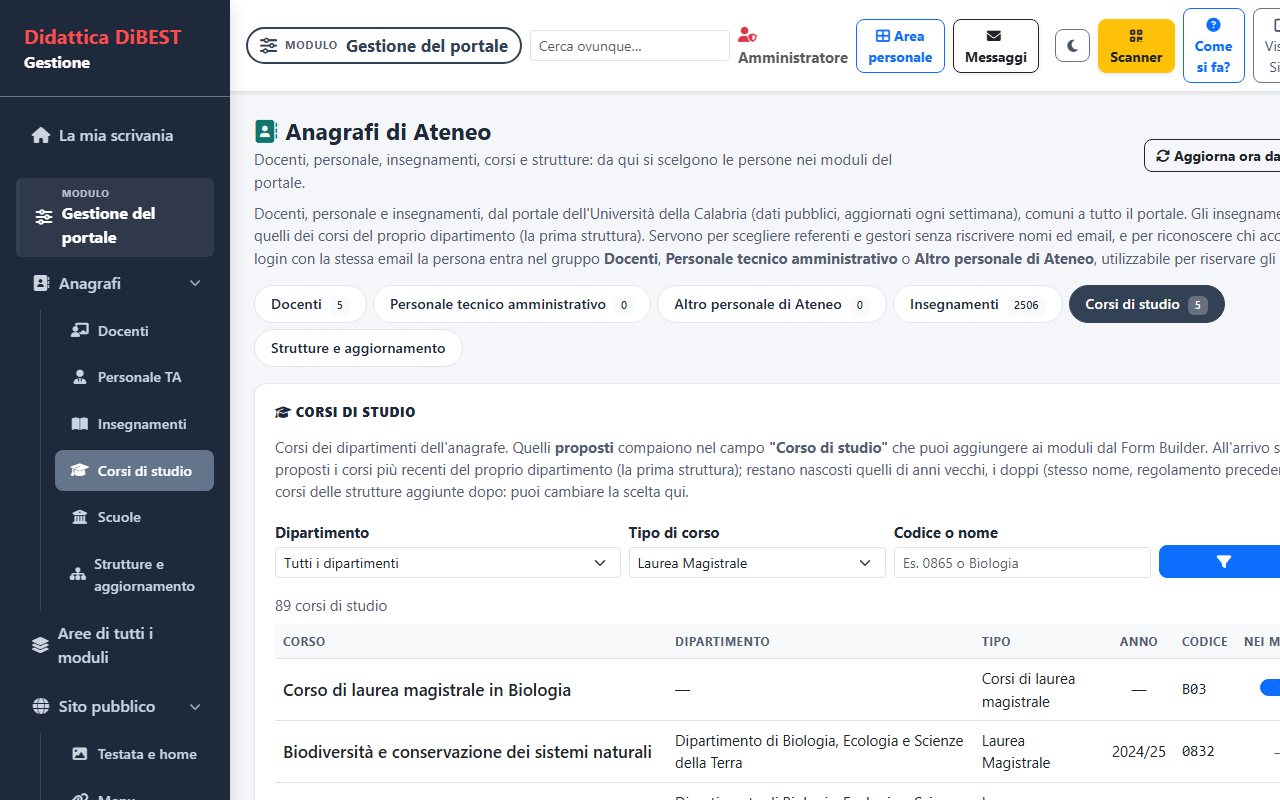 Didattica DiBEST
Gestione
La mia scrivania
MODULO
Gestione del
portale
Anagrafi
Docenti
Personale TA
Insegnamenti
Corsi di studio
Scuole
Strutture e
aggiornamento
Aree di tutti i
moduli
Sito pubblico
Testata e home
MODULO Gestione del portale
Cerca ovunque...
Amministratore
Area
personale
Messaggi
Scanner
Come
si fa?
Anagrafi di Ateneo
Docenti, personale, insegnamenti, corsi e strutture: da qui si scelgono le persone nei moduli del
portale.
Aggiorna ora da
Docenti, personale e insegnamenti, dal portale dell'Università della Calabria (dati pubblici, aggiornati ogni settimana), comuni a tutto il portale. Gli insegname
quelli dei corsi del proprio dipartimento (la prima struttura). Servono per scegliere referenti e gestori senza riscrivere nomi ed email, e per riconoscere chi acc
login con la stessa email la persona entra nel gruppo Docenti, Personale tecnico amministrativo o Altro personale di Ateneo, utilizzabile per riservare gli
Docenti 5
Personale tecnico amministrativo 0
Altro personale di Ateneo 0
Insegnamenti 2506
Corsi di studio 5
Strutture e aggiornamento
CORSI DI STUDIO
Corsi dei dipartimenti dell'anagrafe. Quelli proposti compaiono nel campo "Corso di studio" che puoi aggiungere ai moduli dal Form Builder. All'arrivo s
proposti i corsi più recenti del proprio dipartimento (la prima struttura); restano nascosti quelli di anni vecchi, i doppi (stesso nome, regolamento preceden
corsi delle strutture aggiunte dopo: puoi cambiare la scelta qui.
Dipartimento
Tutti i dipartimenti
Tipo di corso
Laurea Magistrale
Codice o nome
Es. 0865 o Biologia
89 corsi di studio
CORSO DIPARTIMENTO TIPO ANNO CODICE NEI M
Corso di laurea magistrale in Biologia — Corsi di laurea
magistrale — B03
Biodiversità e conservazione dei sistemi naturali Dipartimento di Biologia, Ecologia e Scienze
della Terra Laurea
Magistrale 2024/25 0832